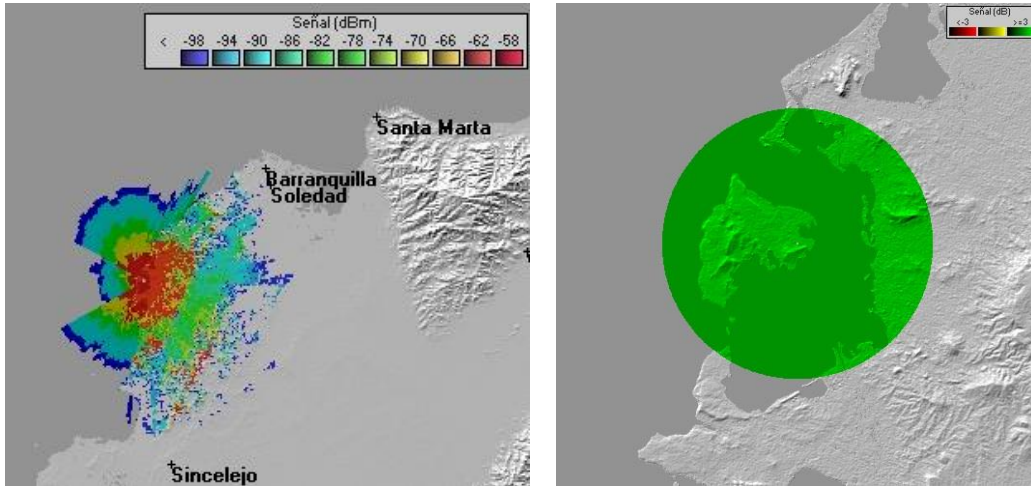 Señal (dBm)
< -98 -94 -90 -86 -82 -78 -74 -70 -66 -62 -58
Santa Marta
Barranquilla
Soledad
Sincelejo
Señal (dB)
<-3 >=3